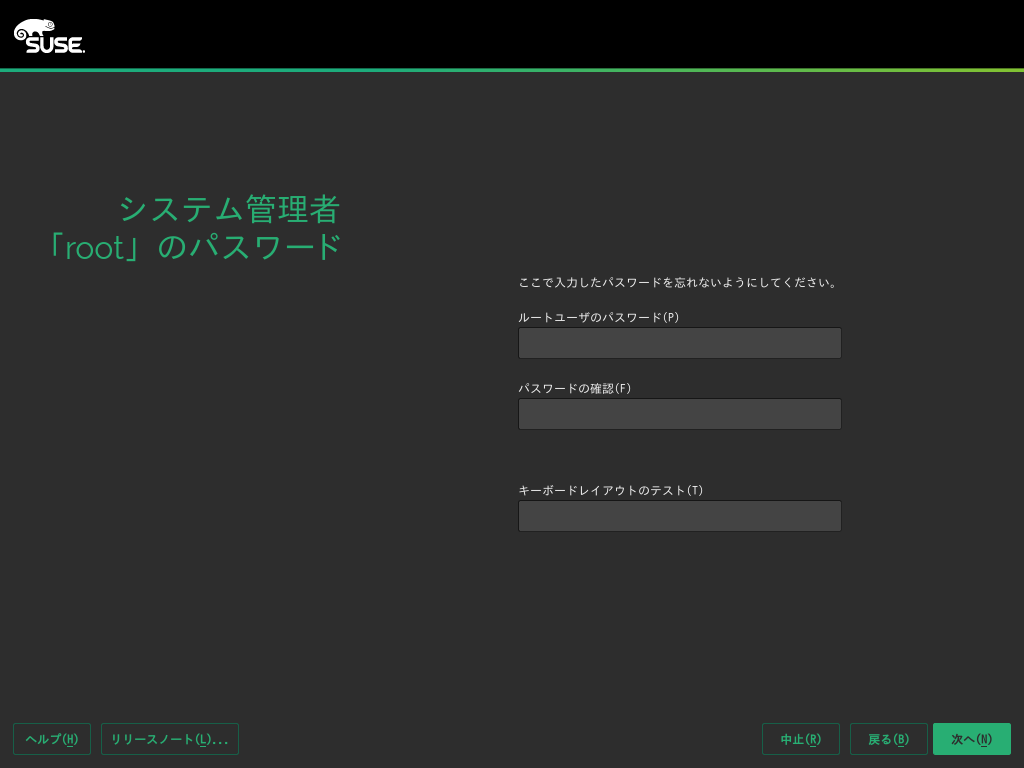 SUSE.
システム管理者
「root」のパスワード
ここで入力したパスワードを忘れないようにしてください。
ルートユーザのパスワード(P)
パスワードの確認(F)
キーボードレイアウトのテスト(T)
ヘルプ(H)
リリースノート(L)...
中止(R)
戻る(B)
次へ(N)